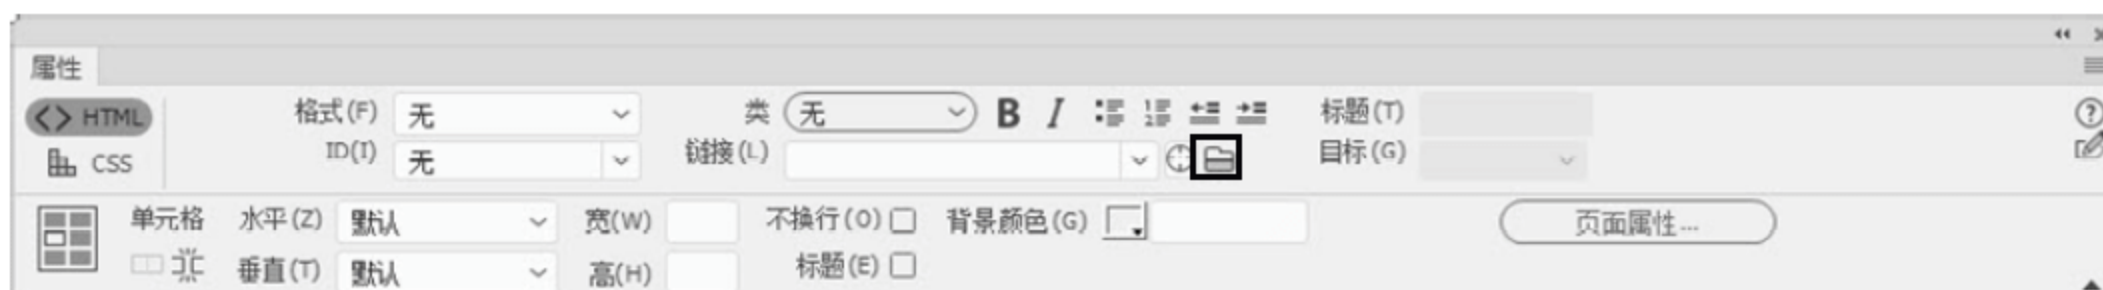 属性
<> HTML 格式(F) 无 类 无 B I 标题(T)
CSS ID(I) 无 链接(L) 目标(G)
单元格 水平(Z) 默认 宽(W) 不换行(O) 背景颜色(G) 页面属性...
垂直(T) 默认 高(H) 标题(E)